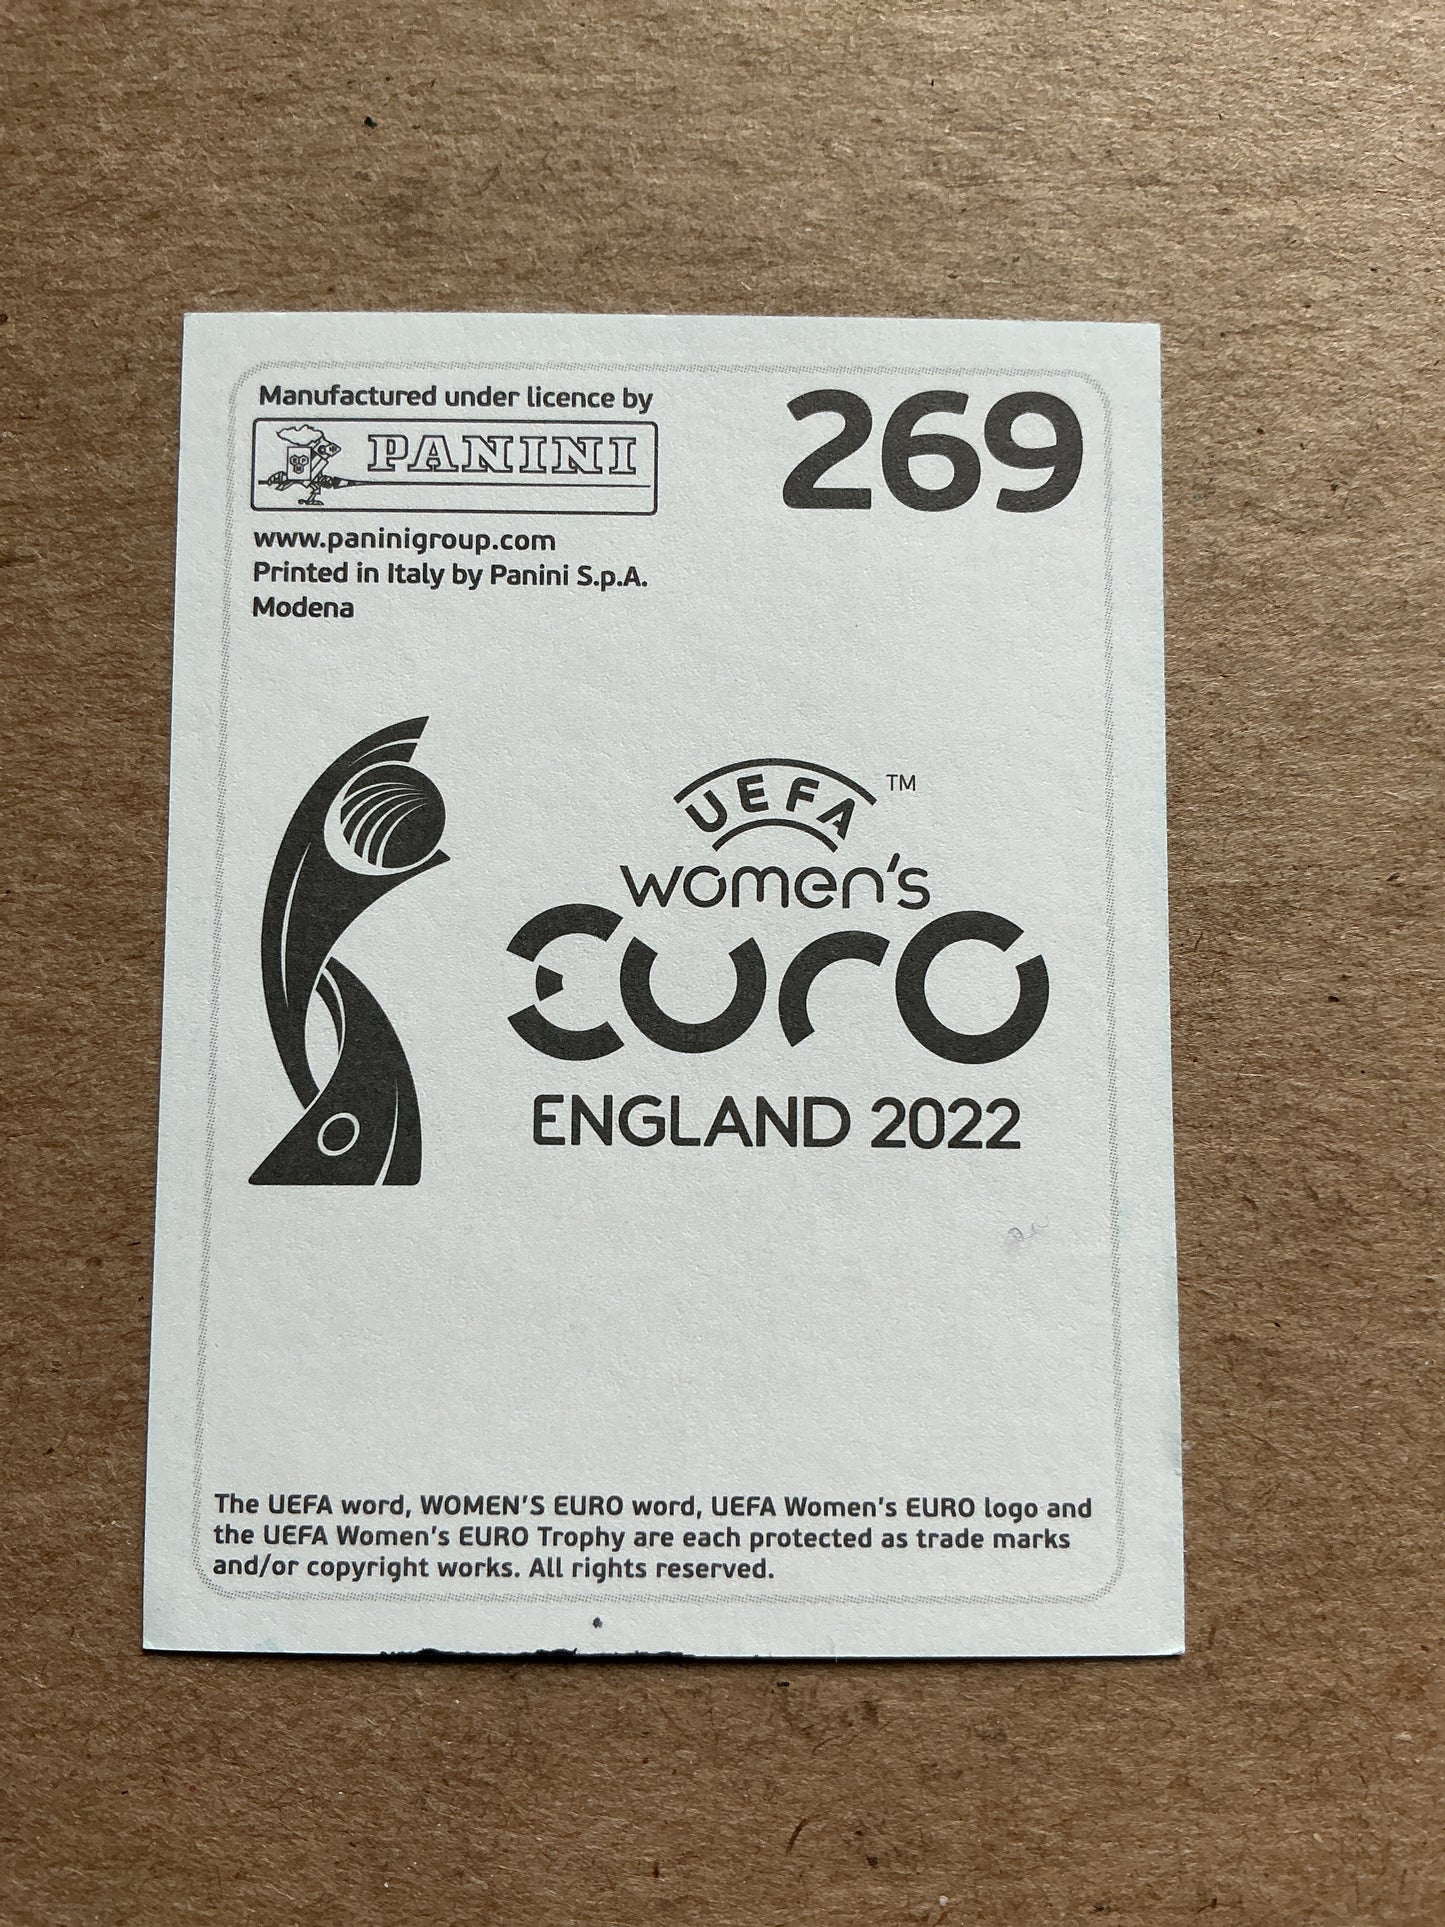 Manufactured under licence by
269
PANINI
www.paninigroup.com
Printed in Italy by Panini S.p.A.
Modena
UEFA™
women's
euro
ENGLAND 2022
The UEFA word, WOMEN'S EURO word, UEFA Women's EURO logo and
the UEFA Women's EURO Trophy are each protected as trade marks
and/or copyright works. All rights reserved.